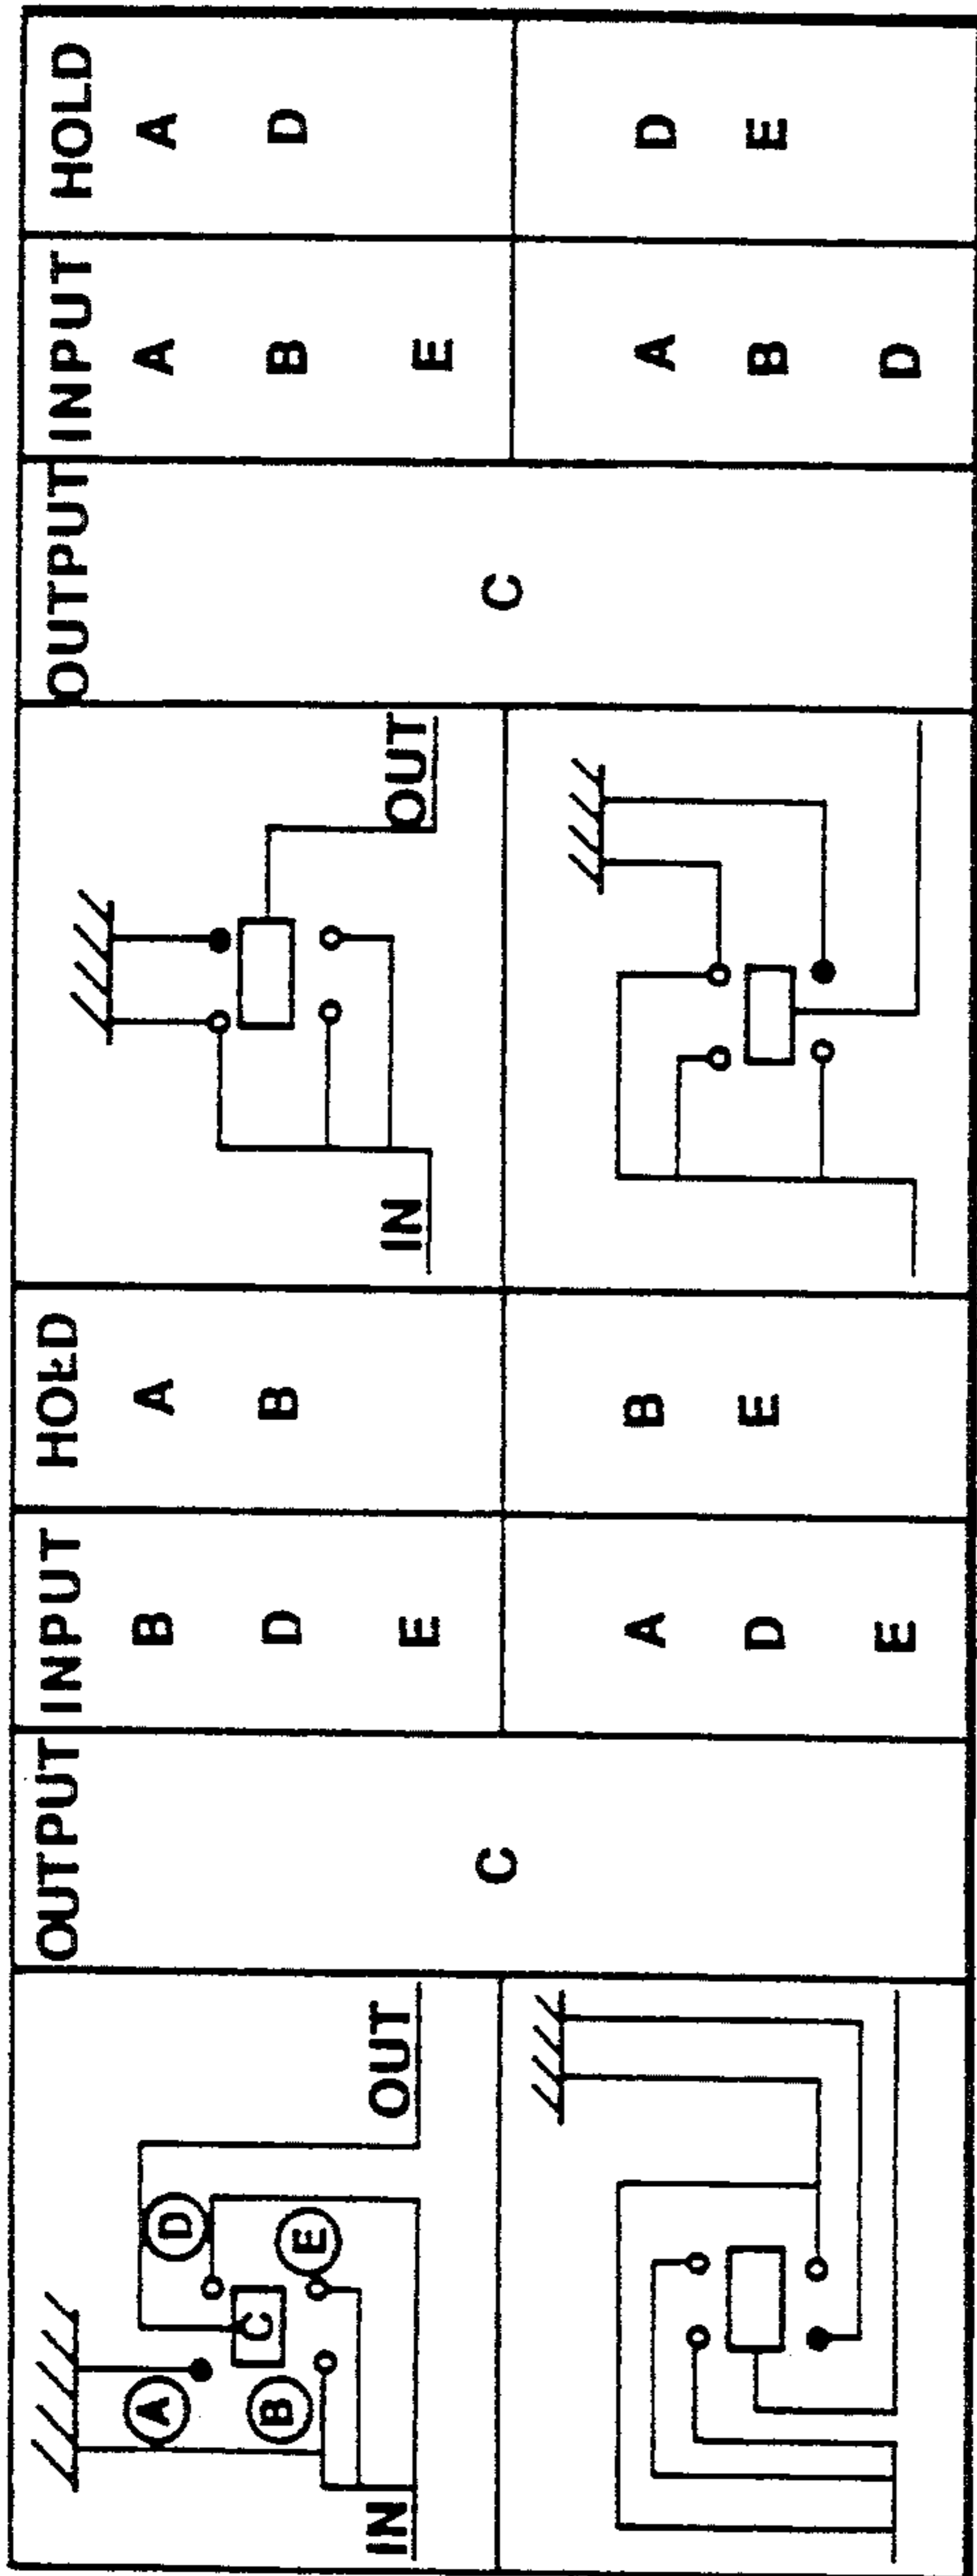 OUTPUT INPUT HOLD OUTPUT INPUT HOLD
A D B E C
IN OUT
C
B D E
A B
IN OUT
C
A B E
A D
A D E
B E
A B D
D E